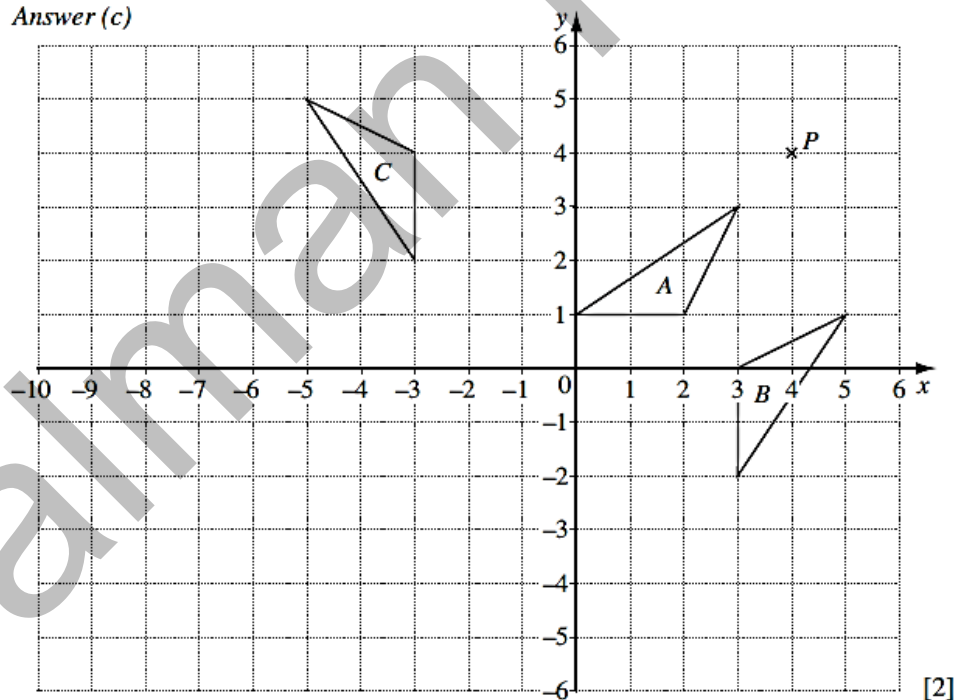 Answer (c)
y
6
5
4 P
C
3
2
A
1
–10 –9 –8 –7 –6 –5 –4 –3 –2 –1 0 1 2 3 4 5 6 x
B
–1
–2
–3
–4
–5
–6 [2]
alman